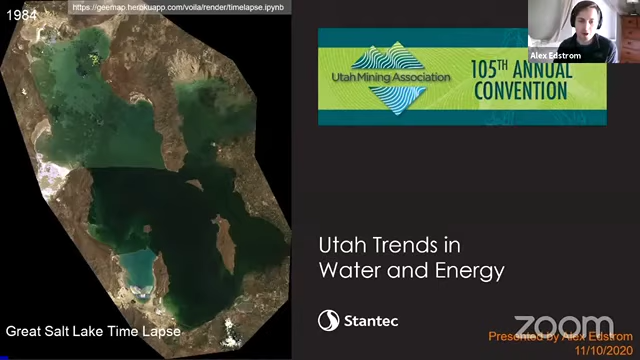 1984
https://geemap.herokuapp.com/voila/render/timelapse.ipynb
Alex Edstrom
Utah Mining Association
105TH ANNUAL
CONVENTION
Utah Trends in
Water and Energy
Stantec
Great Salt Lake Time Lapse
zoom
Presented by Alex Edstrom
11/10/2020